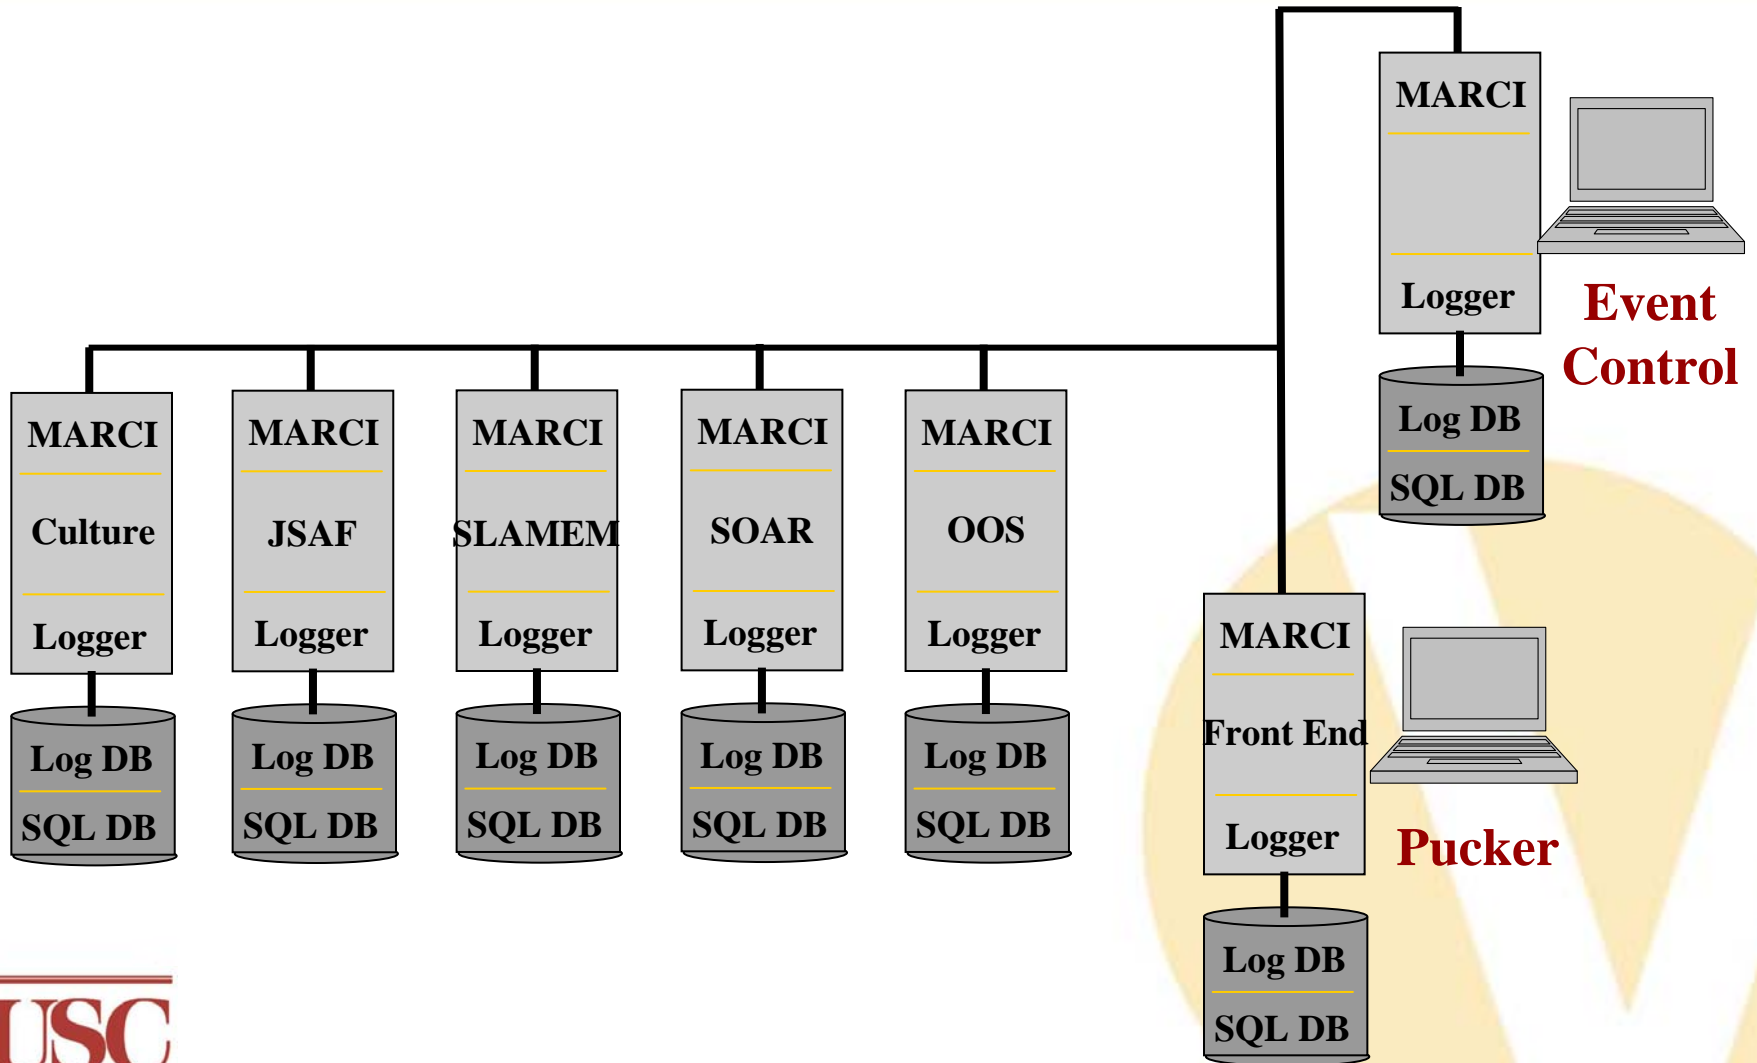 MARCI
Logger
Log DB
SQL DB
Event
Control
MARCI
Culture
Logger
Log DB
SQL DB
MARCI
JSAF
Logger
Log DB
SQL DB
MARCI
SLAMEM
Logger
Log DB
SQL DB
MARCI
SOAR
Logger
Log DB
SQL DB
MARCI
OOS
Logger
Log DB
SQL DB
MARCI
Front End
Logger
Log DB
SQL DB
Pucker
USC